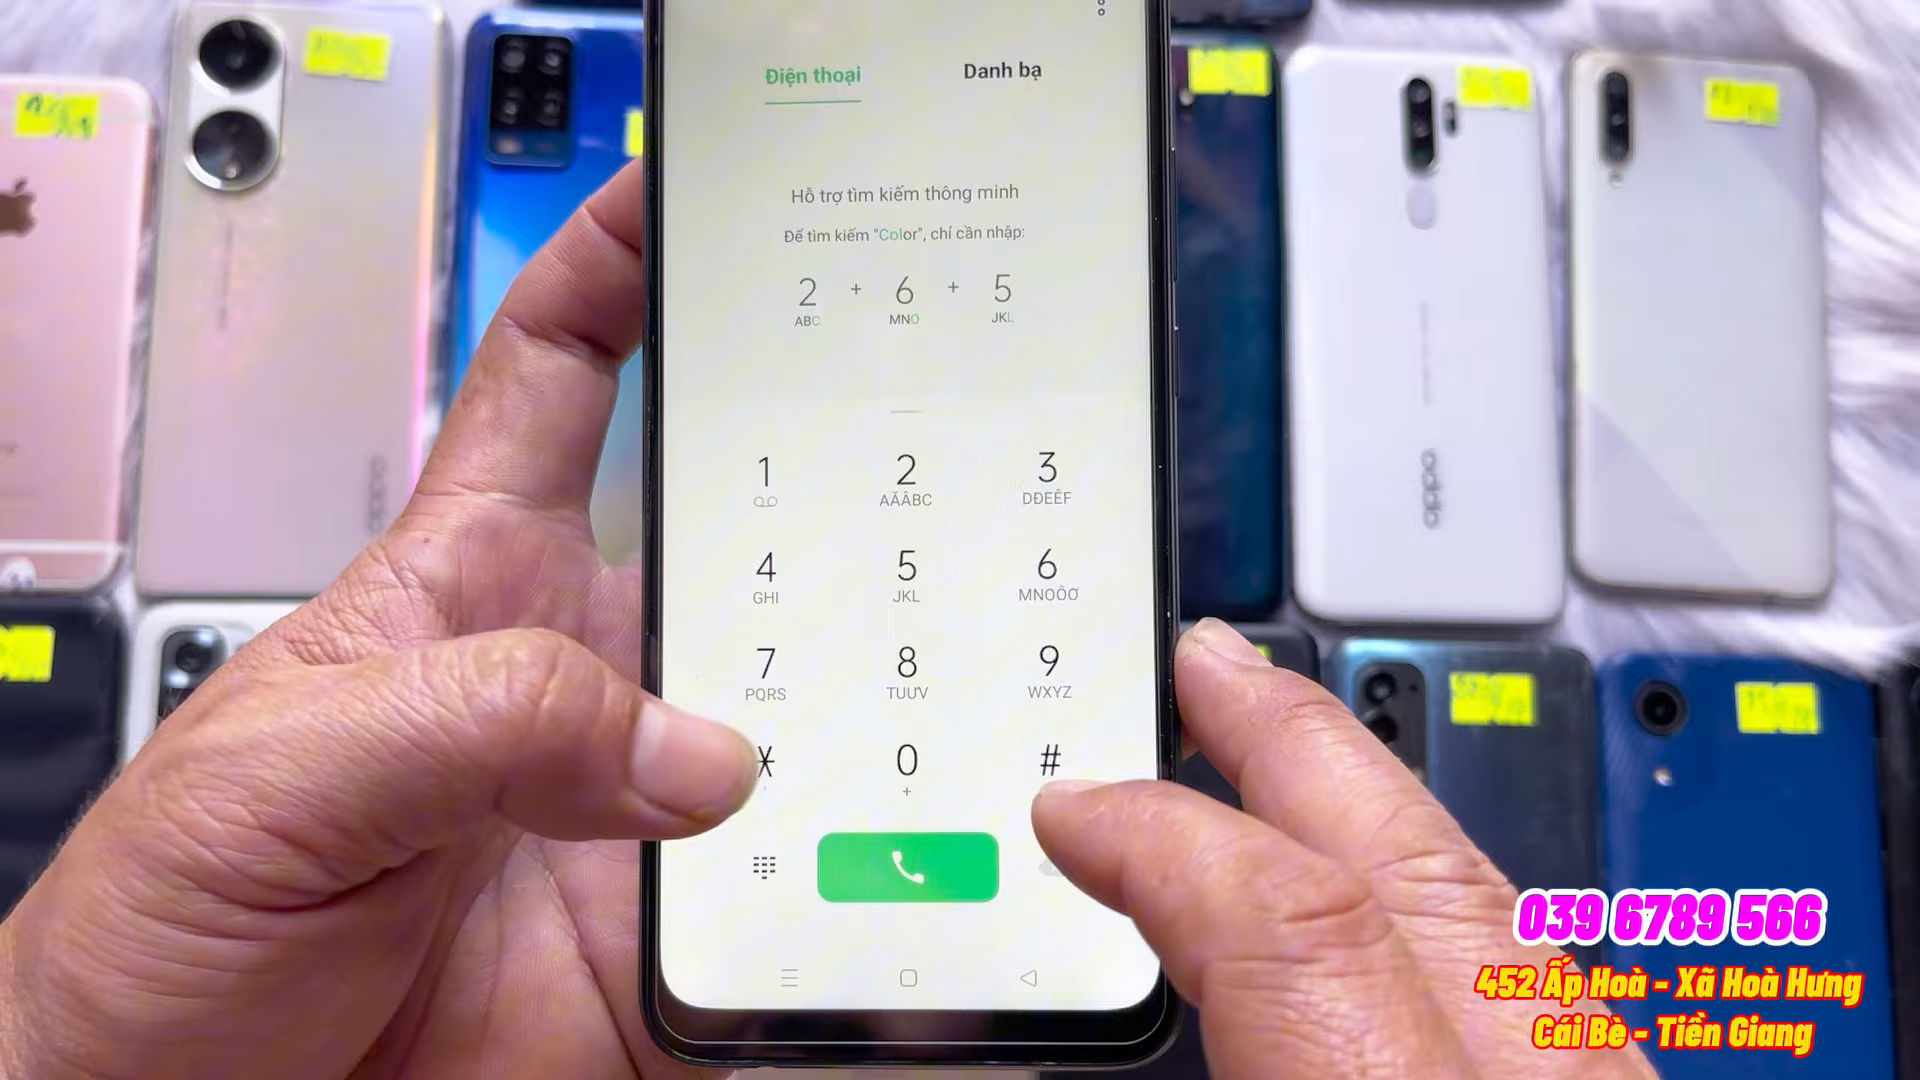 Điện thoại
Danh bạ
Hỗ trợ tìm kiếm thông minh
Để tìm kiếm "Color", chỉ cần nhập:
2 + 6 + 5
ABC MNO JKL
1 2 3
AĂÂBC DĐEÊF
4 5 6
GHI JKL MNOÔƠ
7 8 9
PQRS TUƯV WXYZ
* 0 #
+
oppo
oppo
039 6789 566
452 Ấp Hoà - Xã Hoà Hưng
Cái Bè - Tiền Giang